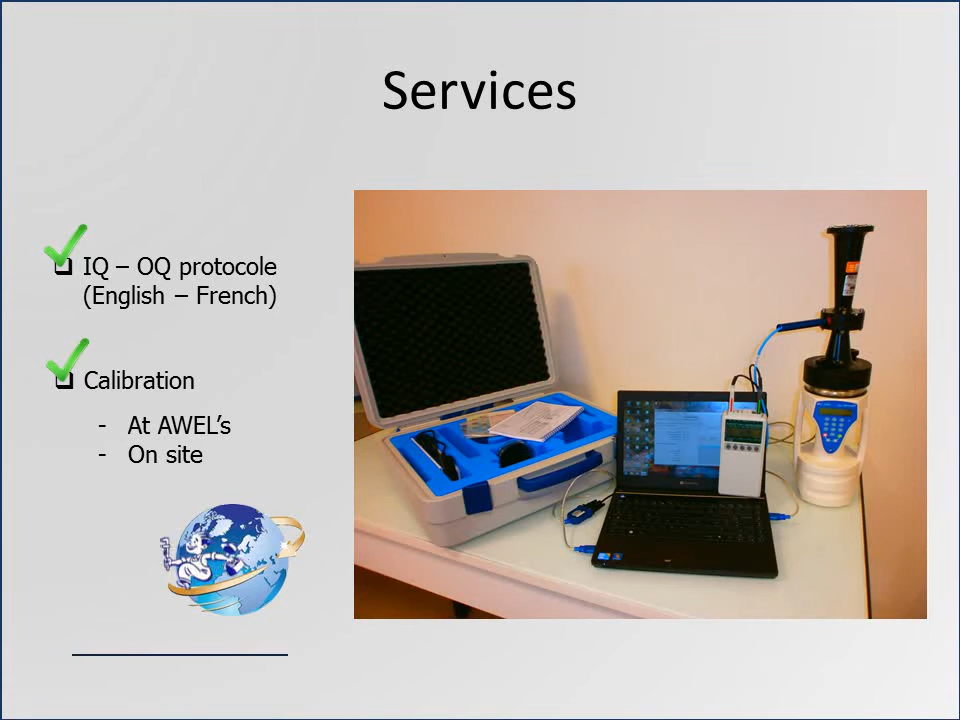 Services
IQ – OQ protocole
(English – French)
Calibration
- At AWEL’s
- On site